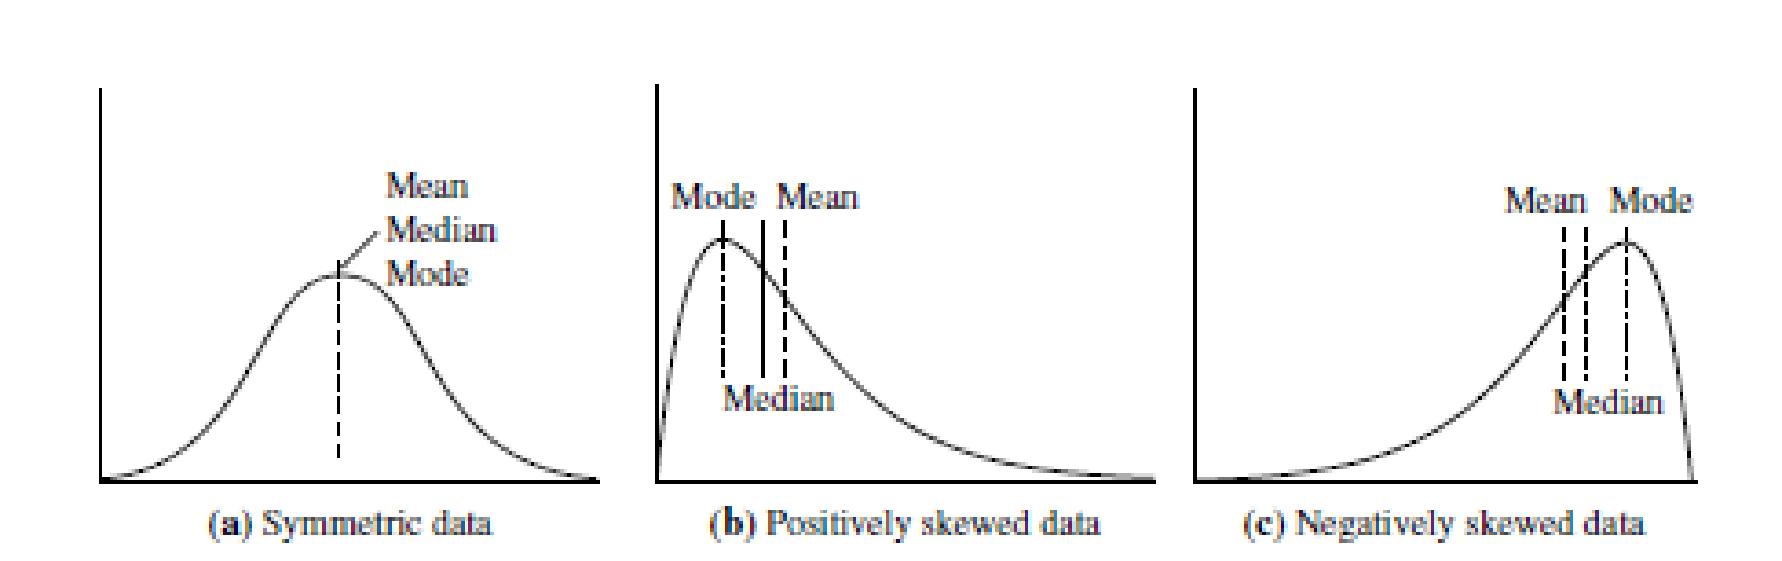 Mean
Median
Mode
Mode Mean
Median
Mean Mode
Median
(a) Symmetric data
(b) Positively skewed data
(c) Negatively skewed data